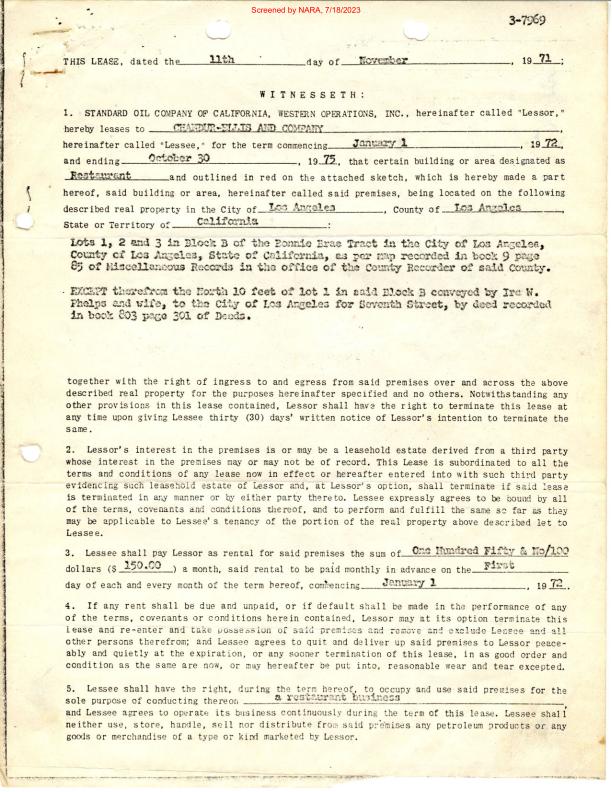 Screened by NARA, 7/18/2023
3-7969
THIS LEASE, dated the 11th day of November, 19 71;
WITNESSETH:
1. STANDARD OIL COMPANY OF CALIFORNIA, WESTERN OPERATIONS, INC., hereinafter called "Lessor,"
hereby leases to AND COMPANY,
hereinafter called "Lessee," for the term commencing January 1, 19 72,
and ending October 30, 19 75, that certain building or area designated as
Restaurant and outlined in red on the attached sketch, which is hereby made a part
hereof, said building or area, hereinafter called said premises, being located on the following
described real property in the City of Los Angeles, County of Los Angeles,
State or Territory of California:
Lots 1, 2 and 3 in Block B of the Bonnie Brae Tract in the City of Los Angeles,
County of Los Angeles, State of California, as per map recorded in book 9 page
85 of Miscellaneous Records in the office of the County Recorder of said County.
EXCEPT therefrom the North 10 feet of lot 1 in said Block B conveyed by Ira W.
Phelps and wife, to the City of Los Angeles for Seventh Street, by deed recorded
in book 803 page 301 of Deeds.
together with the right of ingress to and egress from said premises over and across the above
described real property for the purposes hereinafter specified and no others. Notwithstanding any
other provisions in this lease contained, Lessor shall have the right to terminate this lease at
any time upon giving Lessee thirty (30) days' written notice of Lessor's intention to terminate the
same.
2. Lessor's interest in the premises is or may be a leasehold estate derived from a third party
whose interest in the premises may or may not be of record. This Lease is subordinated to all the
terms and conditions of any lease now in effect or hereafter entered into with such third party
evidencing such leasehold estate of Lessor and, at Lessor's option, shall terminate if said lease
is terminated in any manner or by either party thereto. Lessee expressly agrees to be bound by all
of the terms, covenants and conditions thereof, and to perform and fulfill the same so far as they
may be applicable to Lessee's tenancy of the portion of the real property above described let to
Lessee.
3. Lessee shall pay Lessor as rental for said premises the sum of One Hundred Fifty & No/100
dollars ($ 150.00 ) a month, said rental to be paid monthly in advance on the First
day of each and every month of the term hereof, commencing January 1, 19 72.
4. If any rent shall be due and unpaid, or if default shall be made in the performance of any
of the terms, covenants or conditions herein contained, Lessor may at its option terminate this
lease and re-enter and take possession of said premises and remove and exclude Lessee and all
other persons therefrom; and Lessee agrees to quit and deliver up said premises to Lessor peace-
ably and quietly at the expiration, or any sooner termination of this lease, in as good order and
condition as the same are now, or may hereafter be put into, reasonable wear and tear excepted.
5. Lessee shall have the right, during the term hereof, to occupy and use said premises for the
sole purpose of conducting thereon a restaurant business,
and Lessee agrees to operate its business continuously during the term of this lease. Lessee shall
neither use, store, handle, sell nor distribute from said premises any petroleum products or any
goods or merchandise of a type or kind marketed by Lessor.